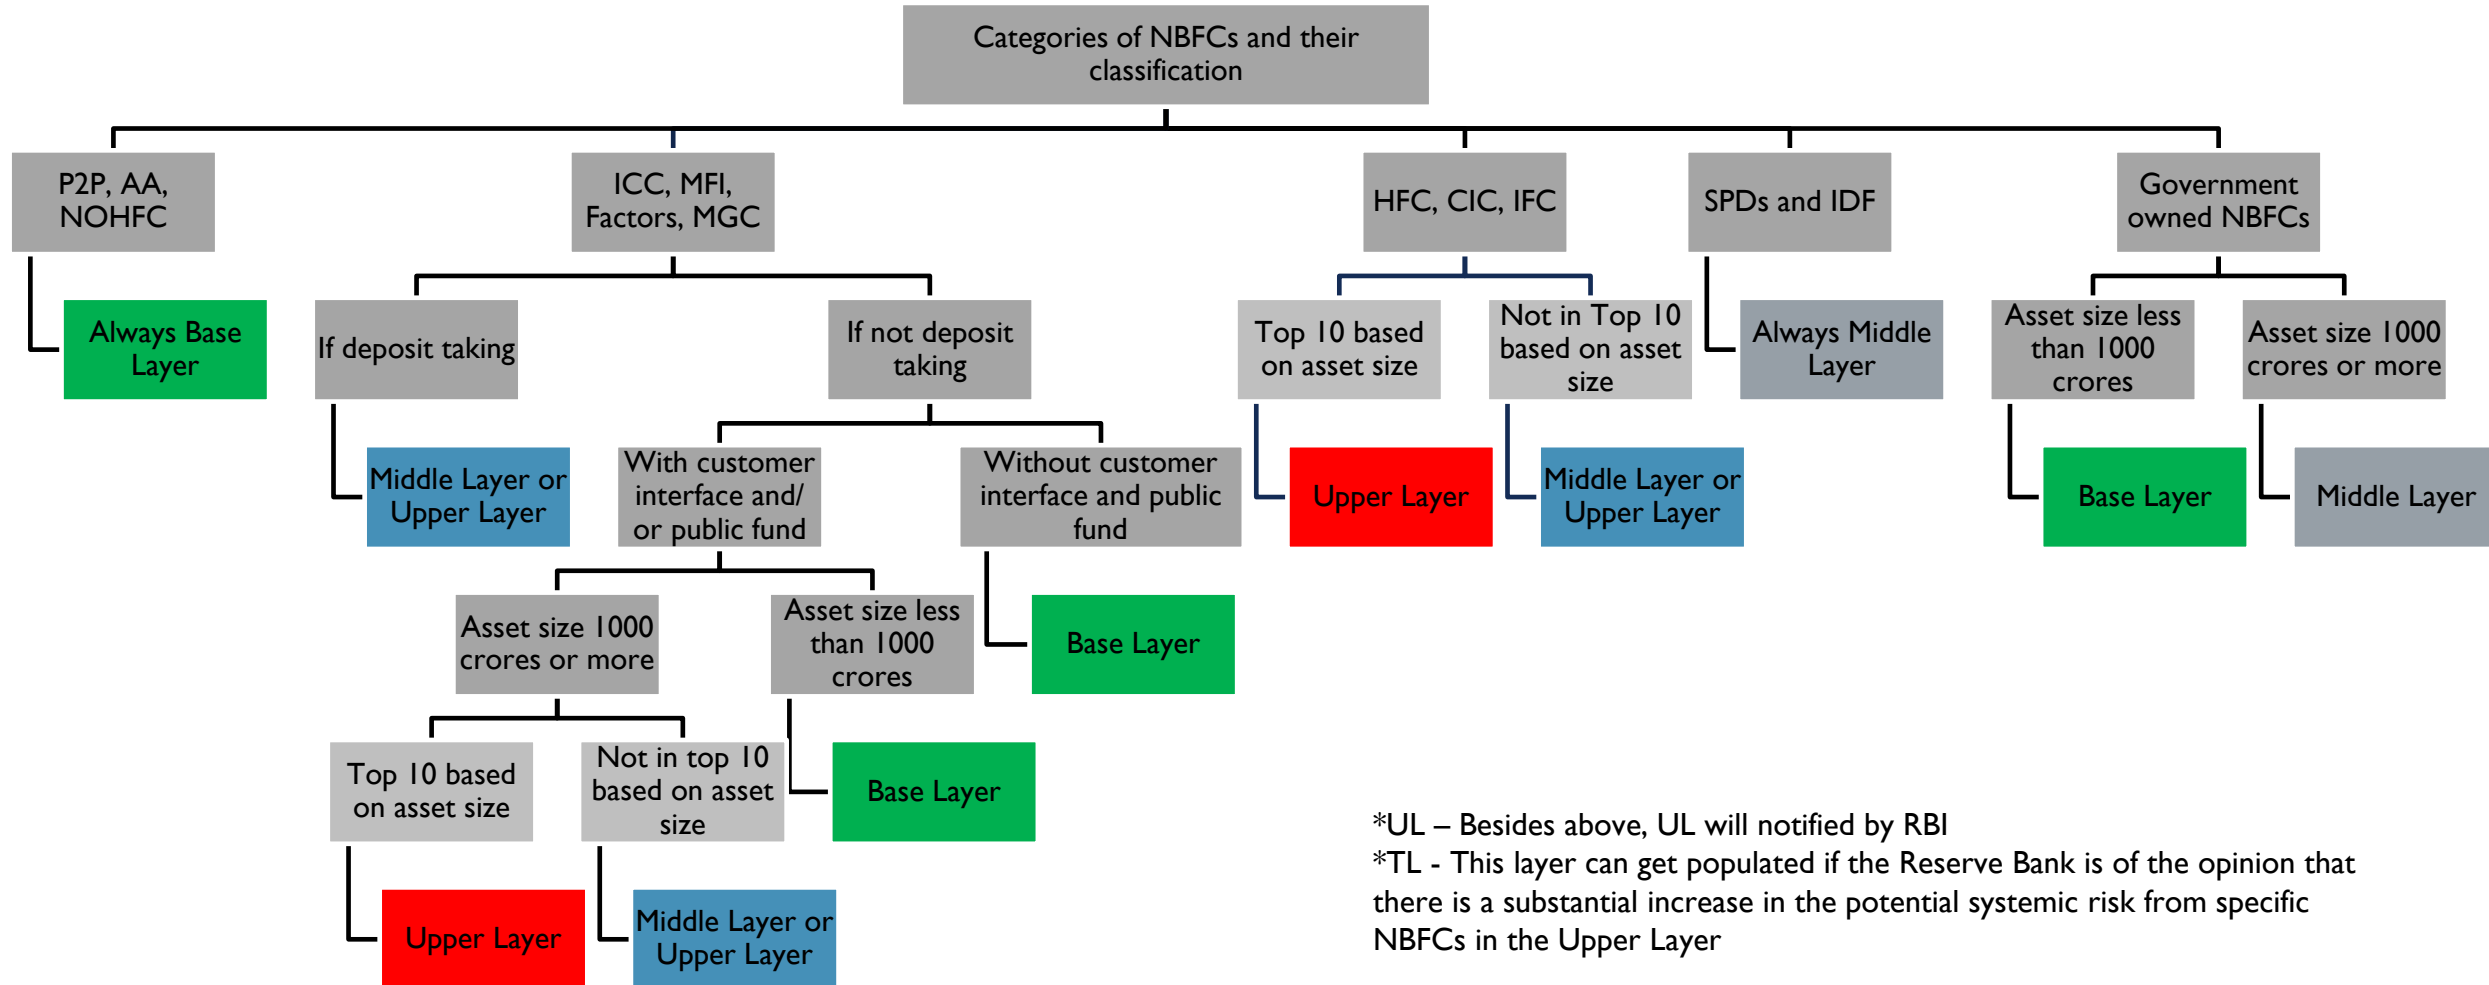 Categories of NBFCs and their
classification
P2P, AA,
NOHFC
ICC, MFI,
Factors, MGC
HFC, CIC, IFC
SPDs and IDF
Government
owned NBFCs
Always Base
Layer
If deposit taking
If not deposit
taking
Top 10 based
on asset size
Not in Top 10
based on asset
size
Always Middle
Layer
Asset size less
than 1000
crores
Asset size 1000
crores or more
Middle Layer or
Upper Layer
With customer
interface and/
or public fund
Without customer
interface and public
fund
Upper Layer
Middle Layer or
Upper Layer
Base Layer
Middle Layer
Asset size 1000
crores or more
Asset size less
than 1000
crores
Base Layer
Top 10 based
on asset size
Not in top 10
based on asset
size
Base Layer
Upper Layer
Middle Layer or
Upper Layer
*UL – Besides above, UL will notified by RBI
*TL - This layer can get populated if the Reserve Bank is of the opinion that
there is a substantial increase in the potential systemic risk from specific
NBFCs in the Upper Layer